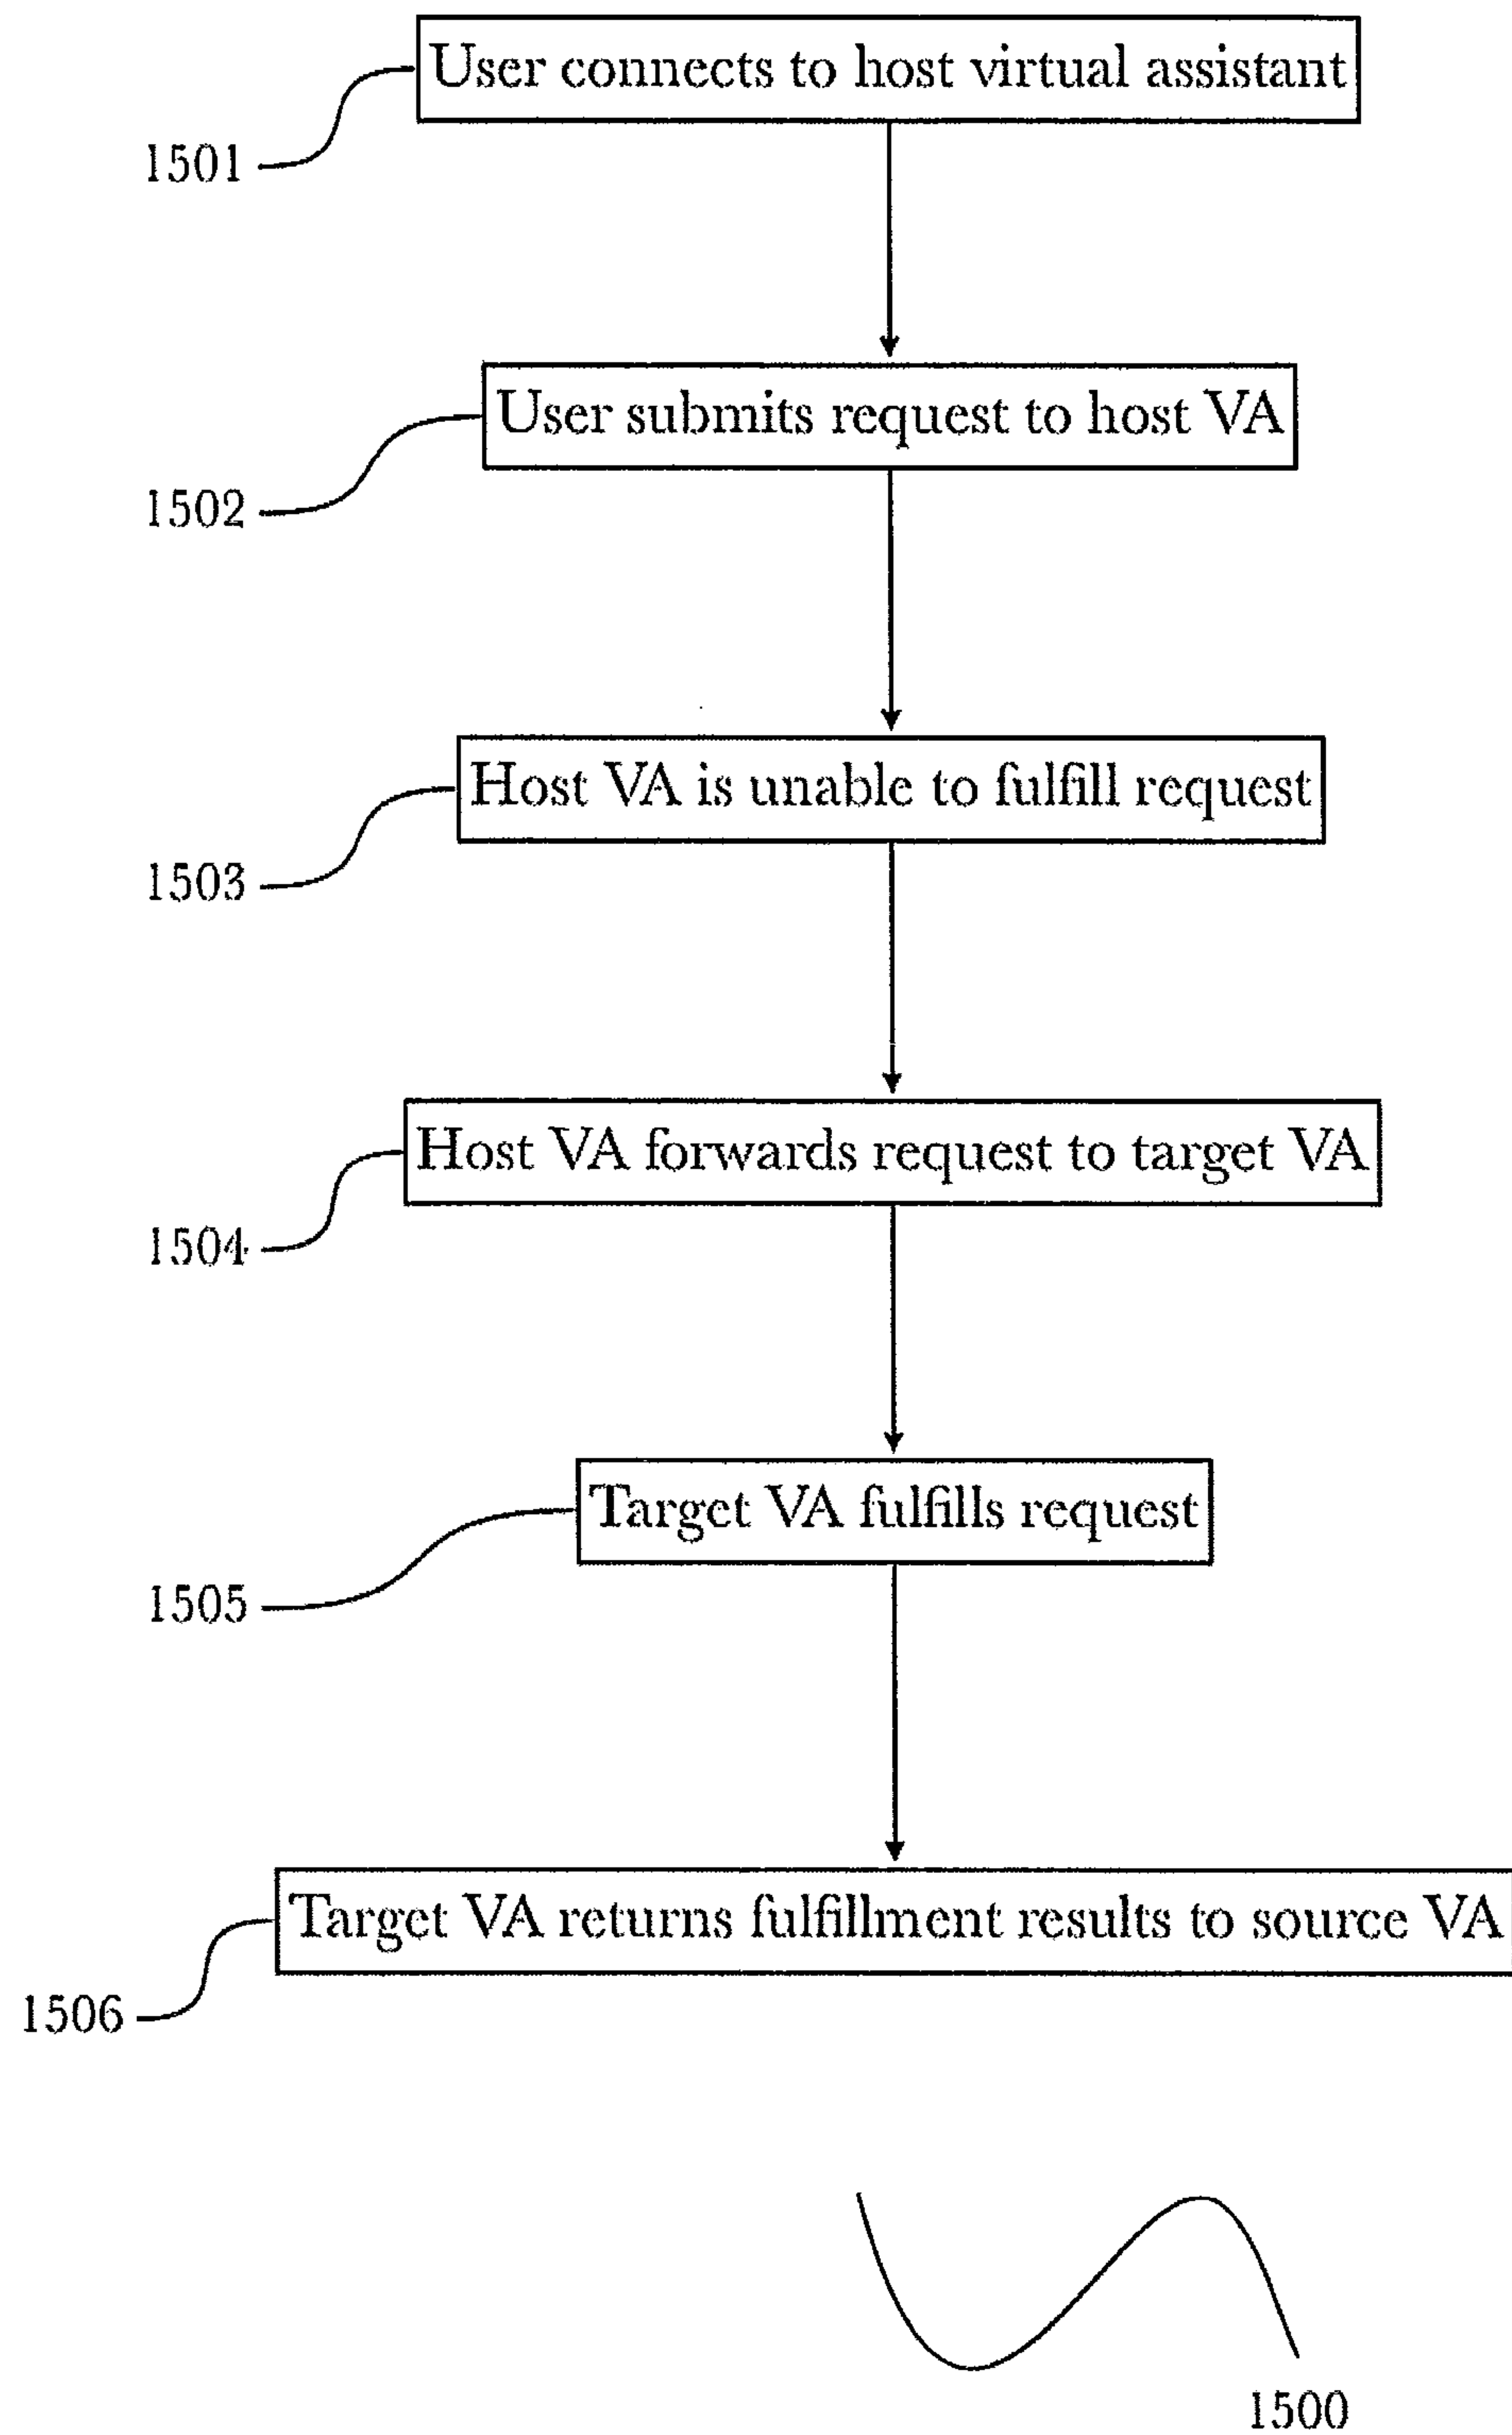 User connects to host virtual assistant
1501
User submits request to host VA
1502
Host VA is unable to fulfill request
1503
Host VA forwards request to target VA
1504
Target VA fulfills request
1505
Target VA returns fulfillment results to source VA
1506
1500